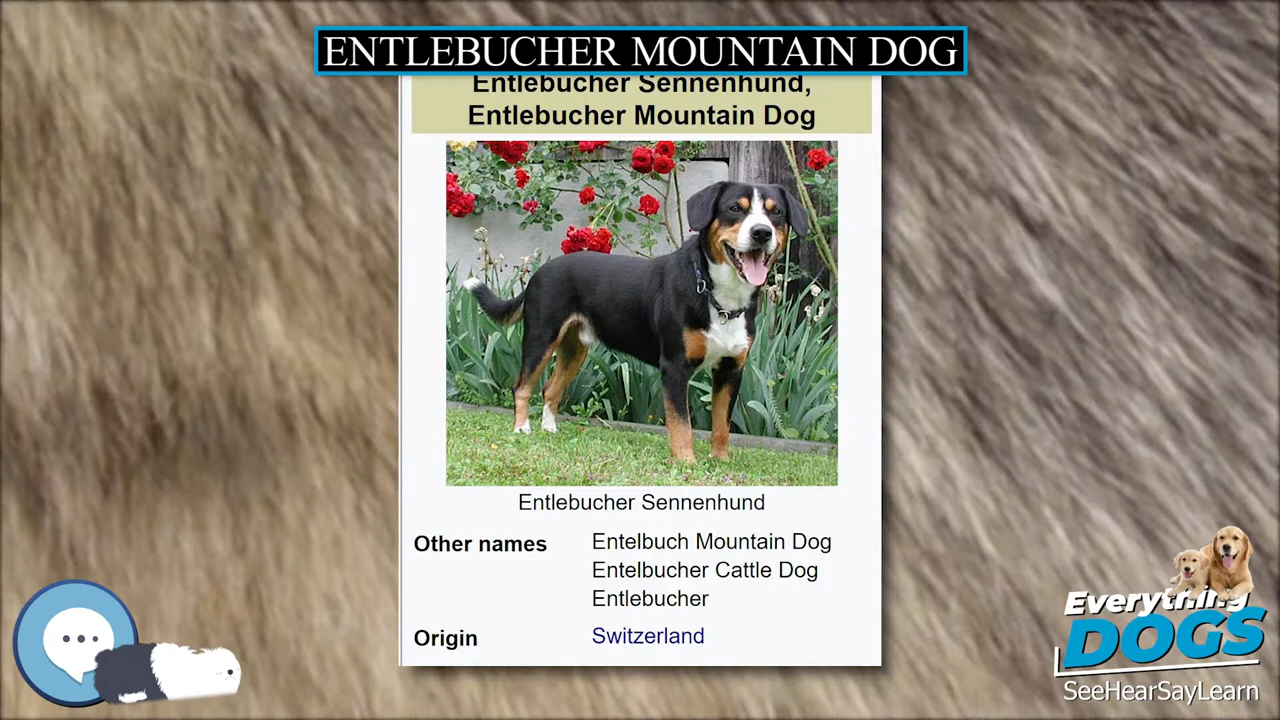 ENTLEBUCHER MOUNTAIN DOG
Entlebucher Sennenhund,
Entlebucher Mountain Dog
Entlebucher Sennenhund
Other names
Entelbuch Mountain Dog
Entelbucher Cattle Dog
Entlebucher
Origin
Switzerland
Everything
DOGS
SeeHearSayLearn